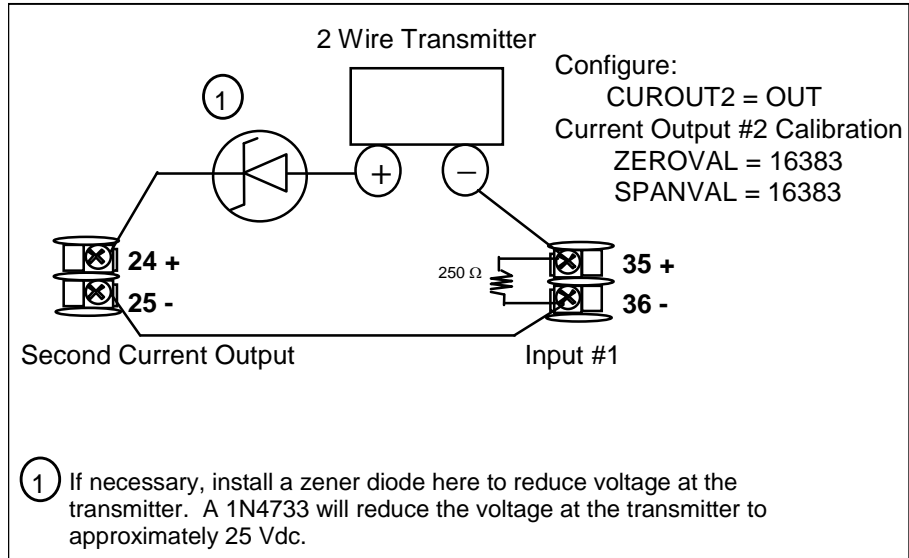 2 Wire Transmitter
Configure:
CUROUT2 = OUT
Current Output #2 Calibration
ZEROVAL = 16383
SPANVAL = 16383
1
+
−
24 +
25 -
250 Ω
35 +
36 -
Second Current Output
Input #1
1 If necessary, install a zener diode here to reduce voltage at the
transmitter. A 1N4733 will reduce the voltage at the transmitter to
approximately 25 Vdc.